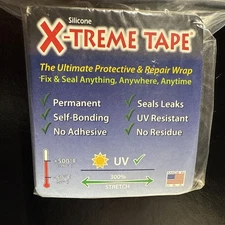 Silicone
X-TREME TAPE®
The Ultimate Protective & Repair Wrap
Fix & Seal Anything, Anywhere, Anytime
✓ Permanent ✓ Seals Leaks
✓ Self-Bonding ✓ UV Resistant
✓ No Adhesive ✓ No Residue
UV ✓
300%
STRETCH